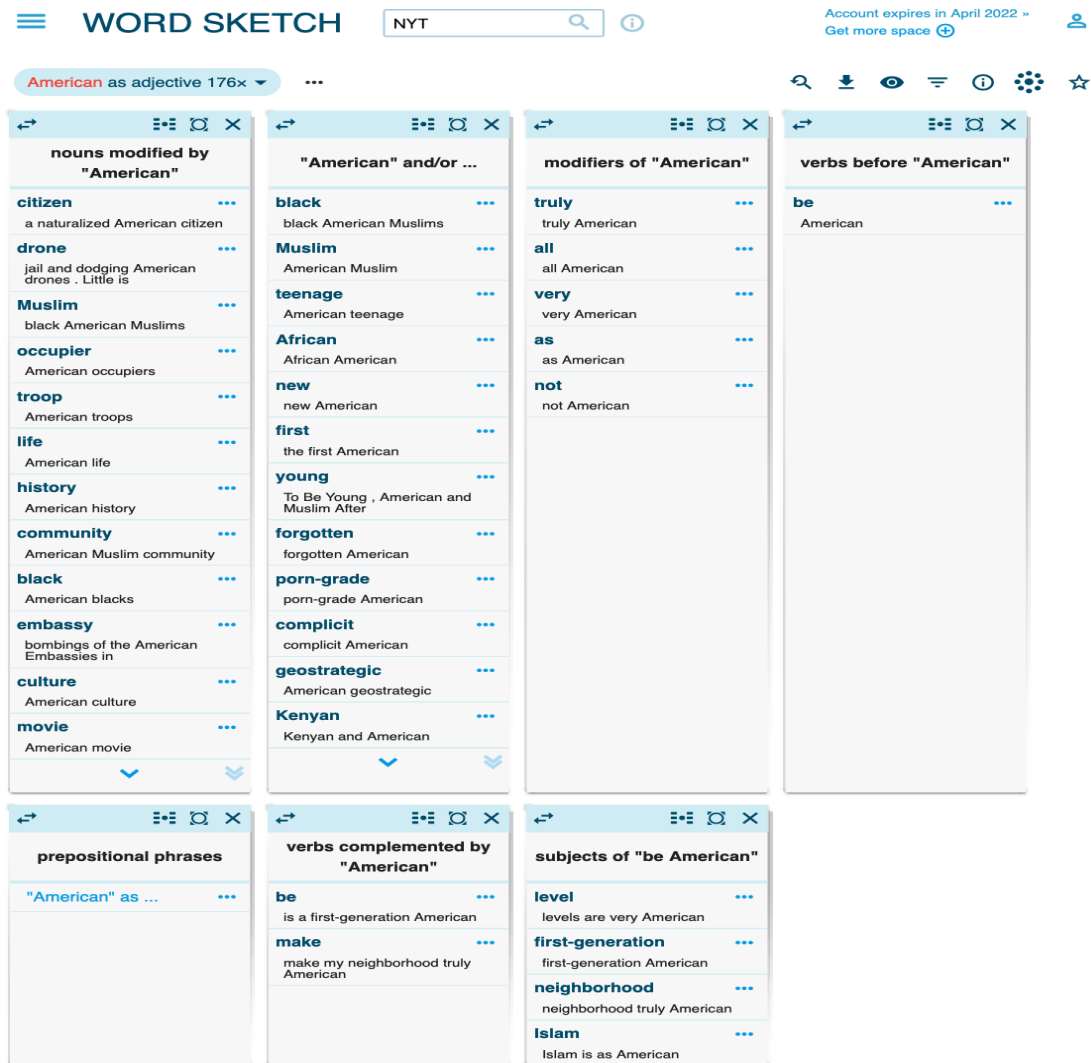 WORD SKETCH
NYT
Account expires in April 2022 »
Get more space
American as adjective 176×
nouns modified by
"American"
citizen
a naturalized American citizen
drone
jail and dodging American
drones . Little is
Muslim
black American Muslims
occupier
American occupiers
troop
American troops
life
American life
history
American history
community
American Muslim community
black
American blacks
embassy
bombings of the American
Embassies in
culture
American culture
movie
American movie
"American" and/or ...
black
black American Muslims
Muslim
American Muslim
teenage
American teenage
African
African American
new
new American
first
the first American
young
To Be Young , American and
Muslim After
forgotten
forgotten American
porn-grade
porn-grade American
complicit
complicit American
geostrategic
American geostrategic
Kenyan
Kenyan and American
modifiers of "American"
truly
truly American
all
all American
very
very American
as
as American
not
not American
verbs before "American"
be
American
prepositional phrases
"American" as ...
verbs complemented by
"American"
be
is a first-generation American
make
make my neighborhood truly
American
subjects of "be American"
level
levels are very American
first-generation
first-generation American
neighborhood
neighborhood truly American
Islam
Islam is as American